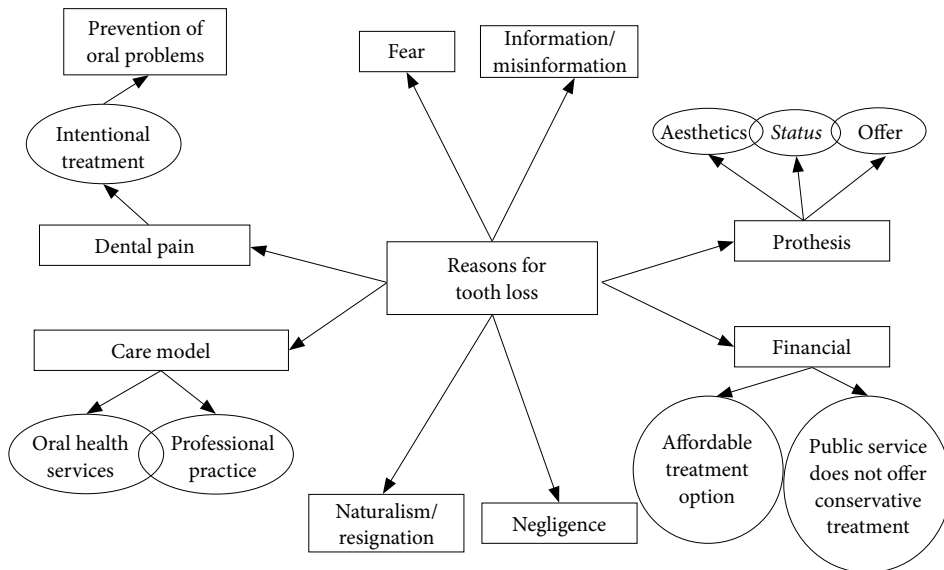 Prevention of
oral problems
Fear
Information/
misinformation
Intentional
treatment
Aesthetics
Status
Offer
Dental pain
Reasons for
tooth loss
Prothesis
Care model
Financial
Oral health
services
Professional
practice
Affordable
treatment
option
Public service
does not offer
conservative
treatment
Naturalism/
resignation
Negligence